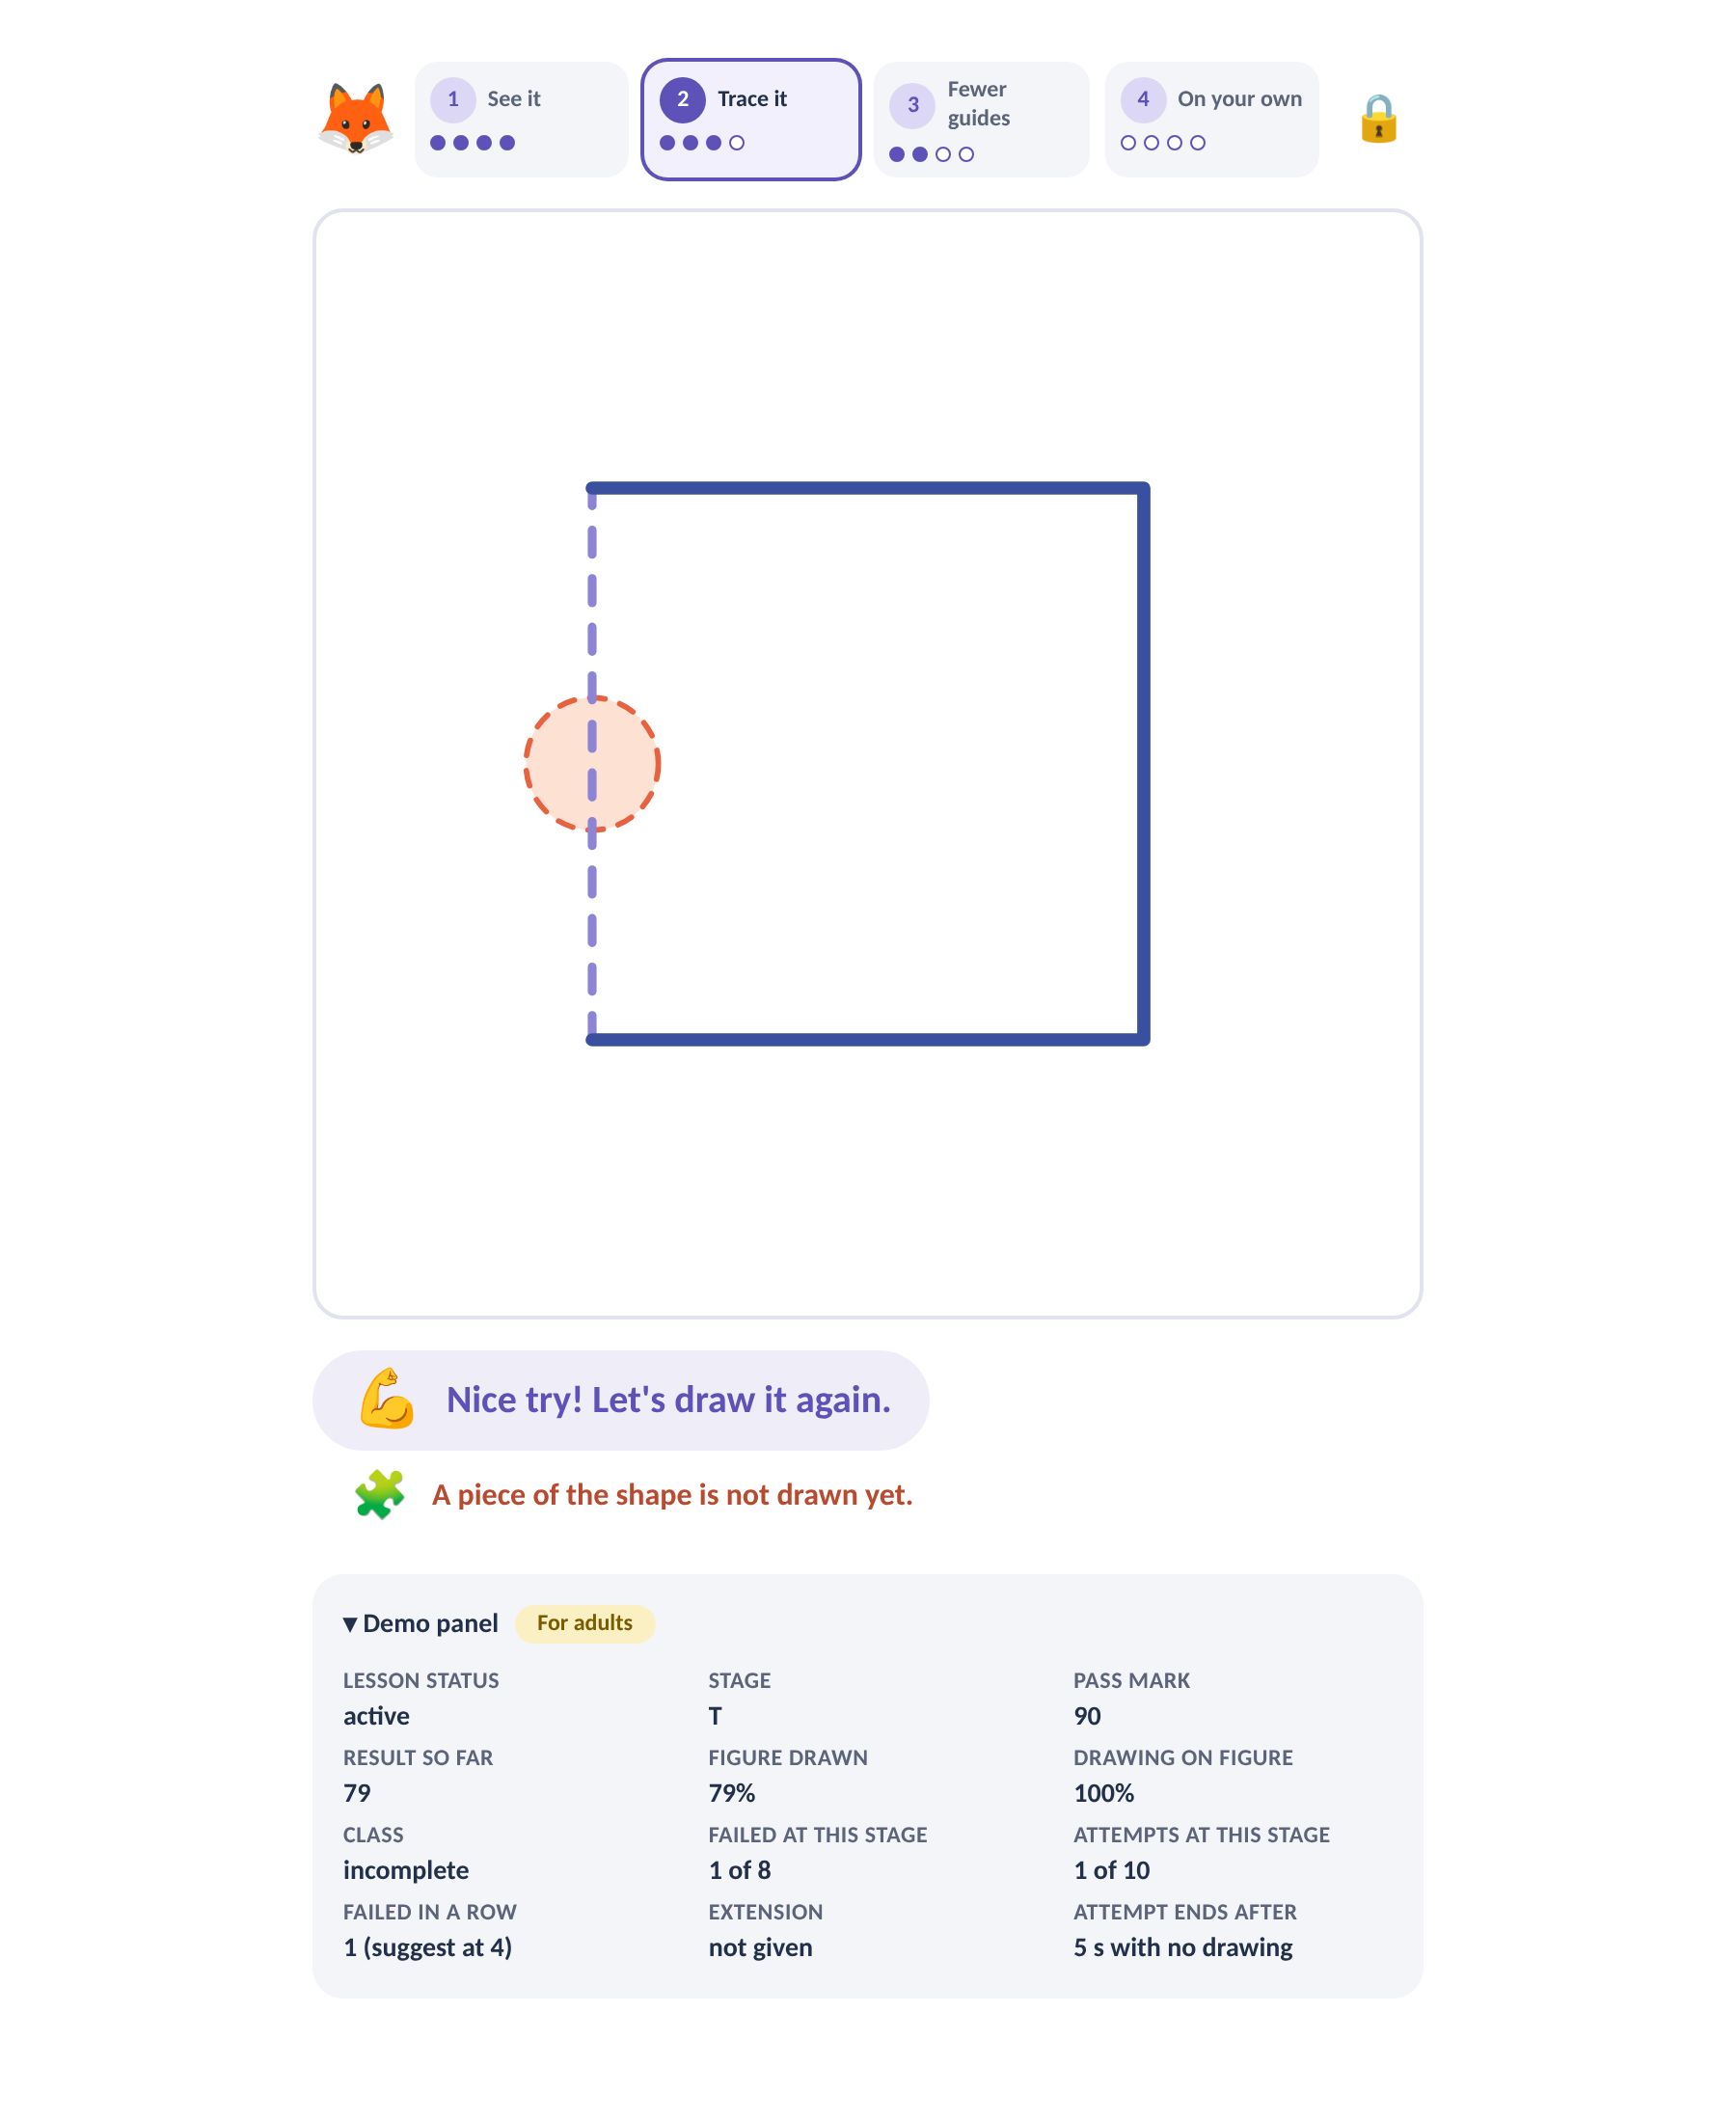 1 See it
2 Trace it
3 Fewer
guides
4 On your own
Nice try! Let's draw it again.
A piece of the shape is not drawn yet.
▼ Demo panel For adults
LESSON STATUS STAGE PASS MARK
active T 90
RESULT SO FAR FIGURE DRAWN DRAWING ON FIGURE
79 79% 100%
CLASS FAILED AT THIS STAGE ATTEMPTS AT THIS STAGE
incomplete 1 of 8 1 of 10
FAILED IN A ROW EXTENSION ATTEMPT ENDS AFTER
1 (suggest at 4) not given 5 s with no drawing